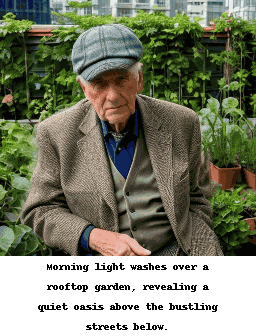 Morning light washes over a
rooftop garden, revealing a
quiet oasis above the bustling
streets below.